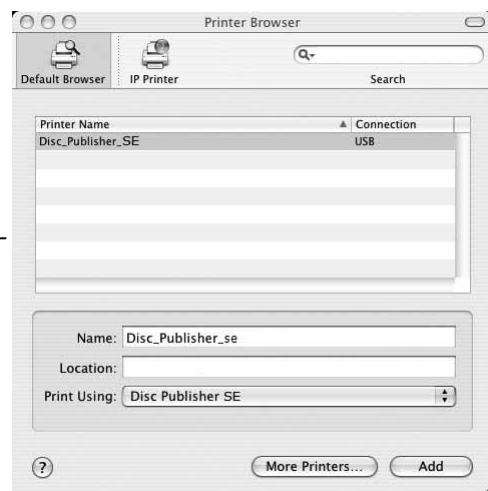 Printer Browser
Default Browser
IP Printer
Search
Printer Name Connection
Disc_Publisher_SE USB
Name: Disc_Publisher_se
Location:
Print Using: Disc Publisher SE
? More Printers... Add